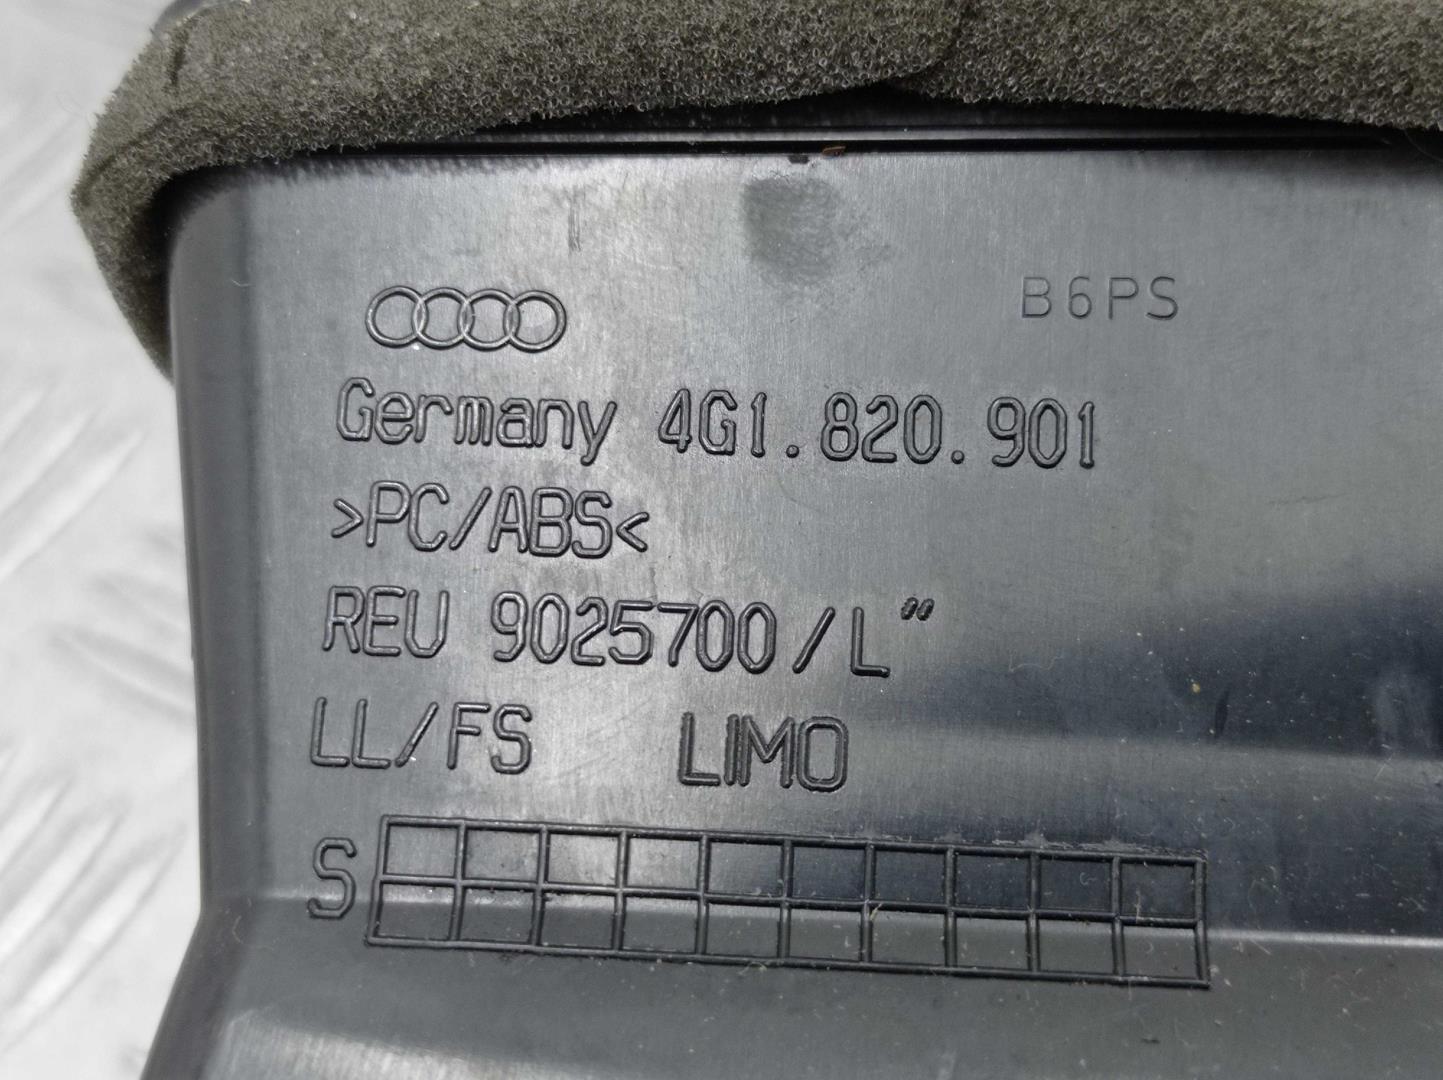 B6PS
Germany 4G1.820.901
>PC/ABS<
REU 9025700/L"
LL/FS LIMO
S